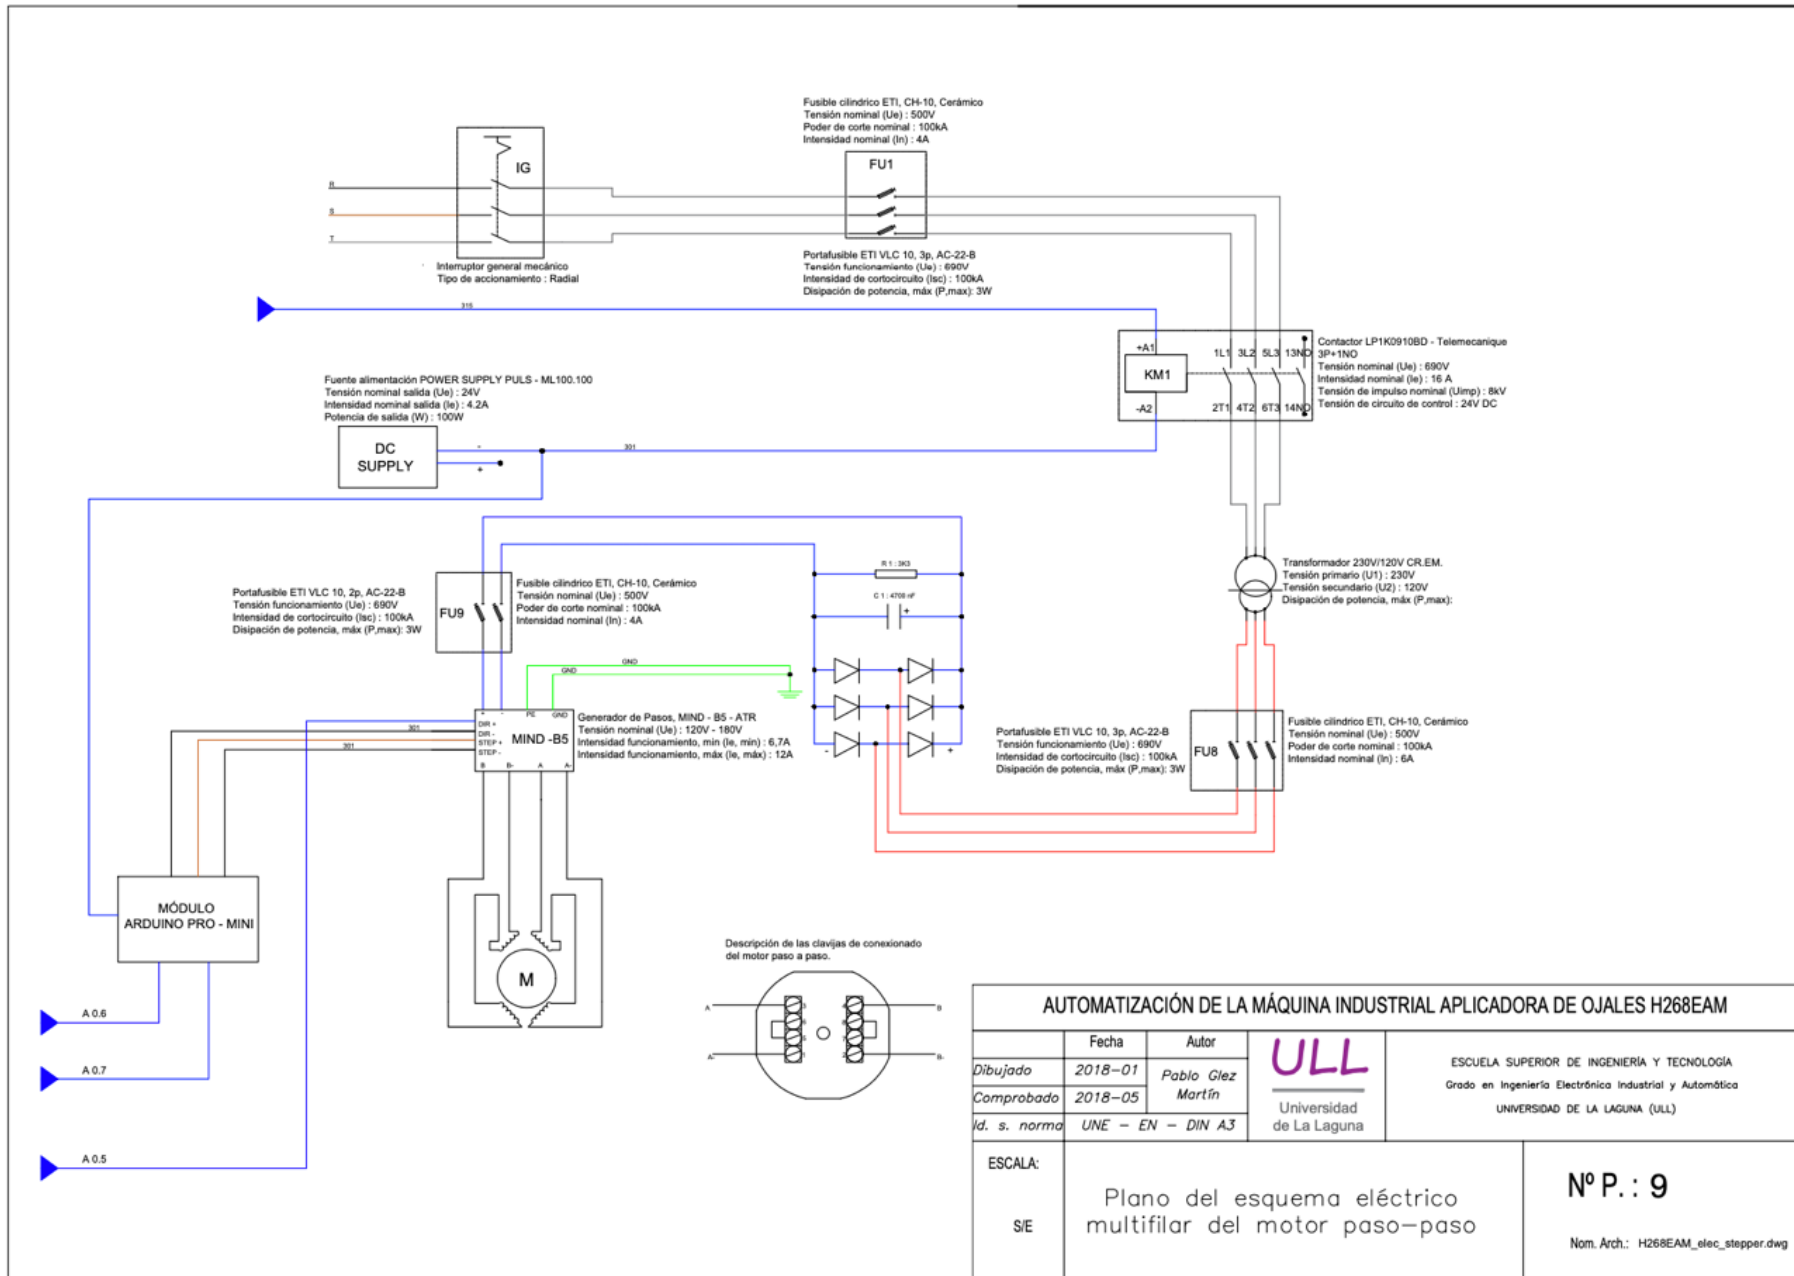 Fusible cilíndrico ETI, CH-10, Cerámico
Tensión nominal (Ue) : 500V
Poder de corte nominal : 100kA
Intensidad nominal (In) : 4A
IG
FU1
R
S
T
Interruptor general mecánico
Tipo de accionamiento : Radial
Portafusible ETI VLC 10, 3p, AC-22-B
Tensión funcionamiento (Ue) : 690V
Intensidad de cortocircuito (Isc) : 100kA
Disipación de potencia, máx (P,max): 3W
315
+A1
KM1
-A2
1L1 3L2 5L3 13NO
2T1 4T2 6T3 14NO
Contactor LP1K0910BD - Telemecanique
3P+1NO
Tensión nominal (Ue) : 690V
Intensidad nominal (Ie) : 16 A
Tensión de impulso nominal (Uimp) : 8kV
Tensión de circuito de control : 24V DC
Fuente alimentación POWER SUPPLY PULS - ML100.100
Tensión nominal salida (Ue) : 24V
Intensidad nominal salida (Ie) : 4.2A
Potencia de salida (W) : 100W
DC
SUPPLY
-
+
301
Portafusible ETI VLC 10, 2p, AC-22-B
Tensión funcionamiento (Ue) : 690V
Intensidad de cortocircuito (Isc) : 100kA
Disipación de potencia, máx (P,max): 3W
FU9
Fusible cilíndrico ETI, CH-10, Cerámico
Tensión nominal (Ue) : 500V
Poder de corte nominal : 100kA
Intensidad nominal (In) : 4A
R 1 : 3K3
C 1 : 4700 nF
+
-
+
Transformador 230V/120V CR.EM.
Tensión primario (U1) : 230V
Tensión secundario (U2) : 120V
Disipación de potencia, máx (P,max):
GND
GND
+ - PE GND
DIR +
DIR -
STEP +
STEP -
MIND -B5
B B- A A-
301
301
Generador de Pasos, MIND - B5 - ATR
Tensión nominal (Ue) : 120V - 180V
Intensidad funcionamiento, min (Ie, min) : 6,7A
Intensidad funcionamiento, máx (Ie, máx) : 12A
Portafusible ETI VLC 10, 3p, AC-22-B
Tensión funcionamiento (Ue) : 690V
Intensidad de cortocircuito (Isc) : 100kA
Disipación de potencia, máx (P,max): 3W
FU8
Fusible cilíndrico ETI, CH-10, Cerámico
Tensión nominal (Ue) : 500V
Poder de corte nominal : 100kA
Intensidad nominal (In) : 6A
MÓDULO
ARDUINO PRO - MINI
M
A 0.6
A 0.7
A 0.5
Descripción de las clavijas de conexionado
del motor paso a paso.
A
B
A-
B-
AUTOMATIZACIÓN DE LA MÁQUINA INDUSTRIAL APLICADORA DE OJALES H268EAM
Fecha Autor
Dibujado 2018-01 Pablo Glez
Martín
Comprobado 2018-05
Id. s. norma UNE - EN - DIN A3
ULL
Universidad
de La Laguna
ESCUELA SUPERIOR DE INGENIERÍA Y TECNOLOGÍA
Grado en Ingeniería Electrónica Industrial y Automática
UNIVERSIDAD DE LA LAGUNA (ULL)
ESCALA:
S/E
Plano del esquema eléctrico
multifilar del motor paso-paso
Nº P. : 9
Nom. Arch.: H268EAM_elec_stepper.dwg